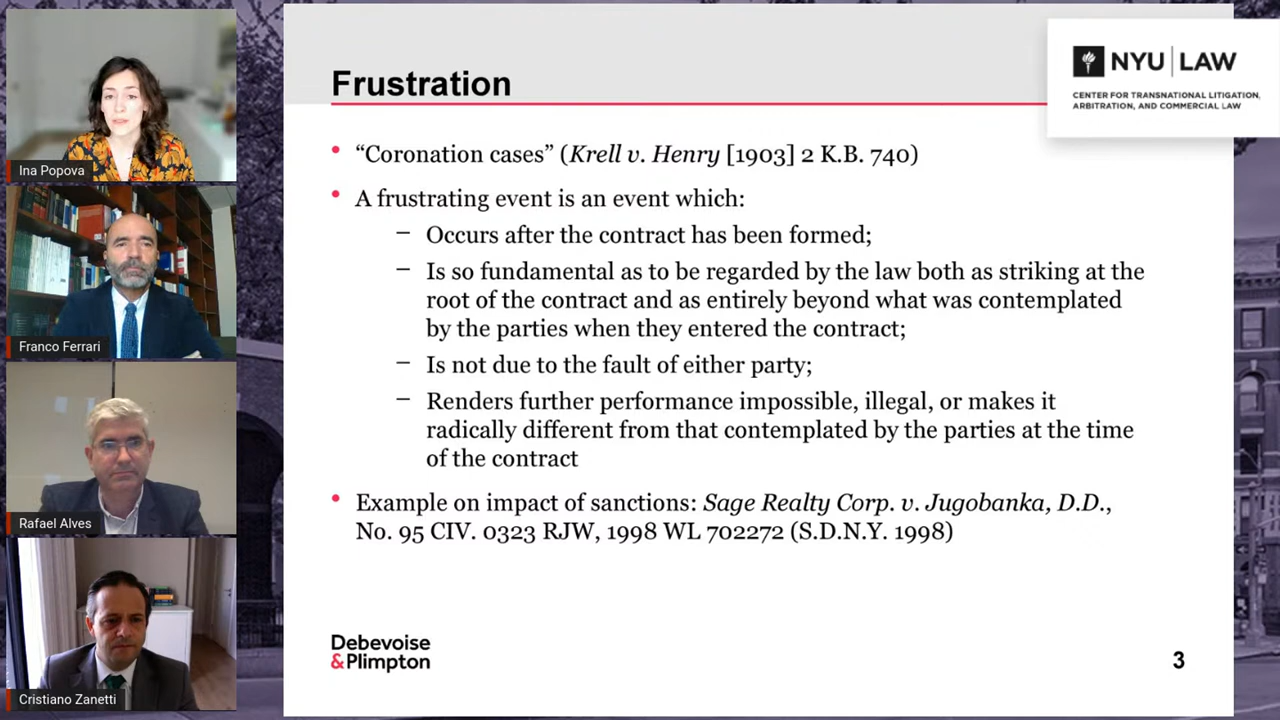 Ina Popova
Franco Ferrari
Rafael Alves
Cristiano Zanetti
Frustration
NYU | LAW
CENTER FOR TRANSNATIONAL LITIGATION,
ARBITRATION, AND COMMERCIAL LAW
• “Coronation cases” (Krell v. Henry [1903] 2 K.B. 740)
• A frustrating event is an event which:
– Occurs after the contract has been formed;
– Is so fundamental as to be regarded by the law both as striking at the
root of the contract and as entirely beyond what was contemplated
by the parties when they entered the contract;
– Is not due to the fault of either party;
– Renders further performance impossible, illegal, or makes it
radically different from that contemplated by the parties at the time
of the contract
• Example on impact of sanctions: Sage Realty Corp. v. Jugobanka, D.D.,
No. 95 CIV. 0323 RJW, 1998 WL 702272 (S.D.N.Y. 1998)
Debevoise
&Plimpton
3